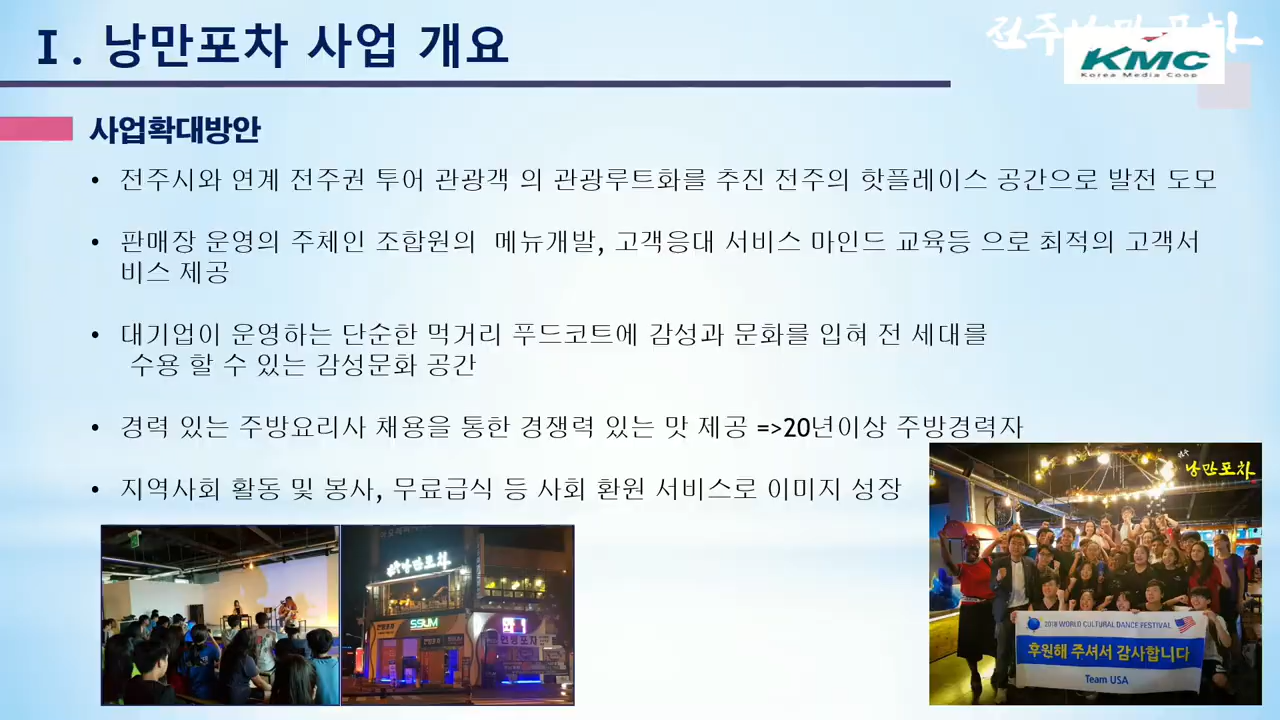 I. 낭만포차 사업 개요
전주낭만포차
KMC
Korea Media Coop
사업확대방안
• 전주시와 연계 전주권 투어 관광객 의 관광루트화를 추진 전주의 핫플레이스 공간으로 발전 도모
• 판매장 운영의 주체인 조합원의 메뉴개발, 고객응대 서비스 마인드 교육등 으로 최적의 고객서
비스 제공
• 대기업이 운영하는 단순한 먹거리 푸드코트에 감성과 문화를 입혀 전 세대를
수용 할 수 있는 감성문화 공간
• 경력 있는 주방요리사 채용을 통한 경쟁력 있는 맛 제공 =>20년이상 주방경력자
• 지역사회 활동 및 봉사, 무료급식 등 사회 환원 서비스로 이미지 성장
낭만포차
SSUM
낭만포차
2018 WORLD CULTURAL DANCE FESTIVAL
후원해 주셔서 감사합니다
Team USA